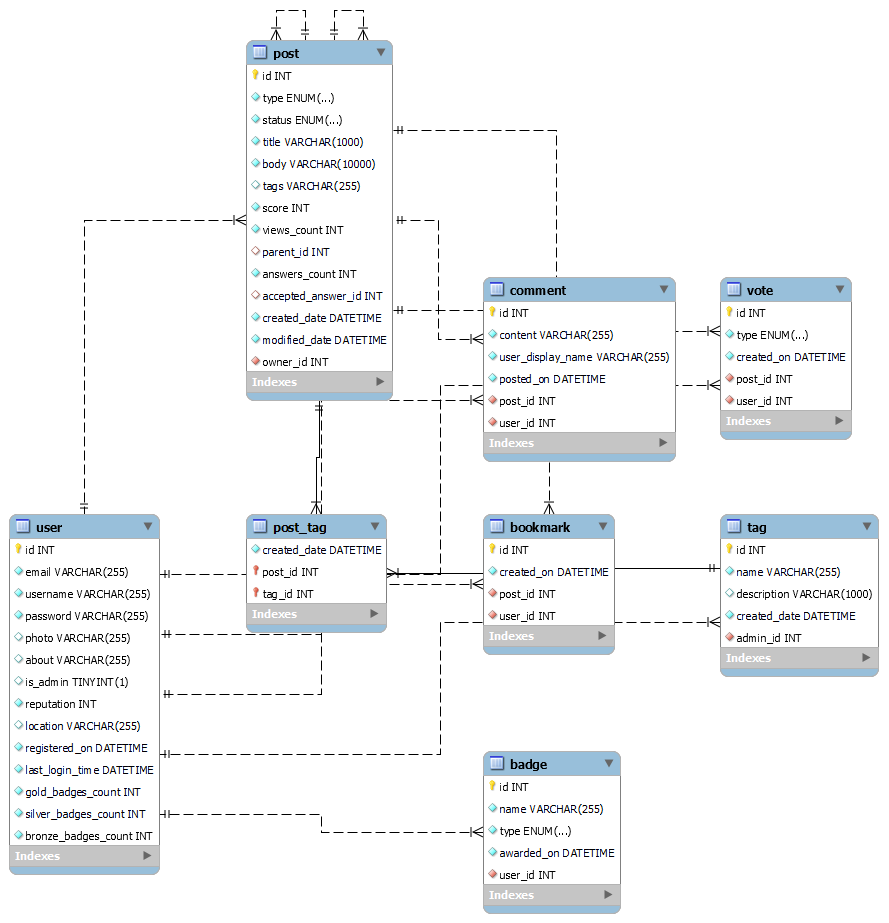 post
id INT
type ENUM(...)
status ENUM(...)
title VARCHAR(1000)
body VARCHAR(10000)
tags VARCHAR(255)
score INT
views_count INT
parent_id INT
answers_count INT
accepted_answer_id INT
created_date DATETIME
modified_date DATETIME
owner_id INT
Indexes
comment
id INT
content VARCHAR(255)
user_display_name VARCHAR(255)
posted_on DATETIME
post_id INT
user_id INT
Indexes
vote
id INT
type ENUM(...)
created_on DATETIME
post_id INT
user_id INT
Indexes
user
id INT
email VARCHAR(255)
username VARCHAR(255)
password VARCHAR(255)
photo VARCHAR(255)
about VARCHAR(255)
is_admin TINYINT(1)
reputation INT
location VARCHAR(255)
registered_on DATETIME
last_login_time DATETIME
gold_badges_count INT
silver_badges_count INT
bronze_badges_count INT
Indexes
post_tag
created_date DATETIME
post_id INT
tag_id INT
Indexes
bookmark
id INT
created_on DATETIME
post_id INT
user_id INT
Indexes
tag
id INT
name VARCHAR(255)
description VARCHAR(1000)
created_date DATETIME
admin_id INT
Indexes
badge
id INT
name VARCHAR(255)
type ENUM(...)
awarded_on DATETIME
user_id INT
Indexes